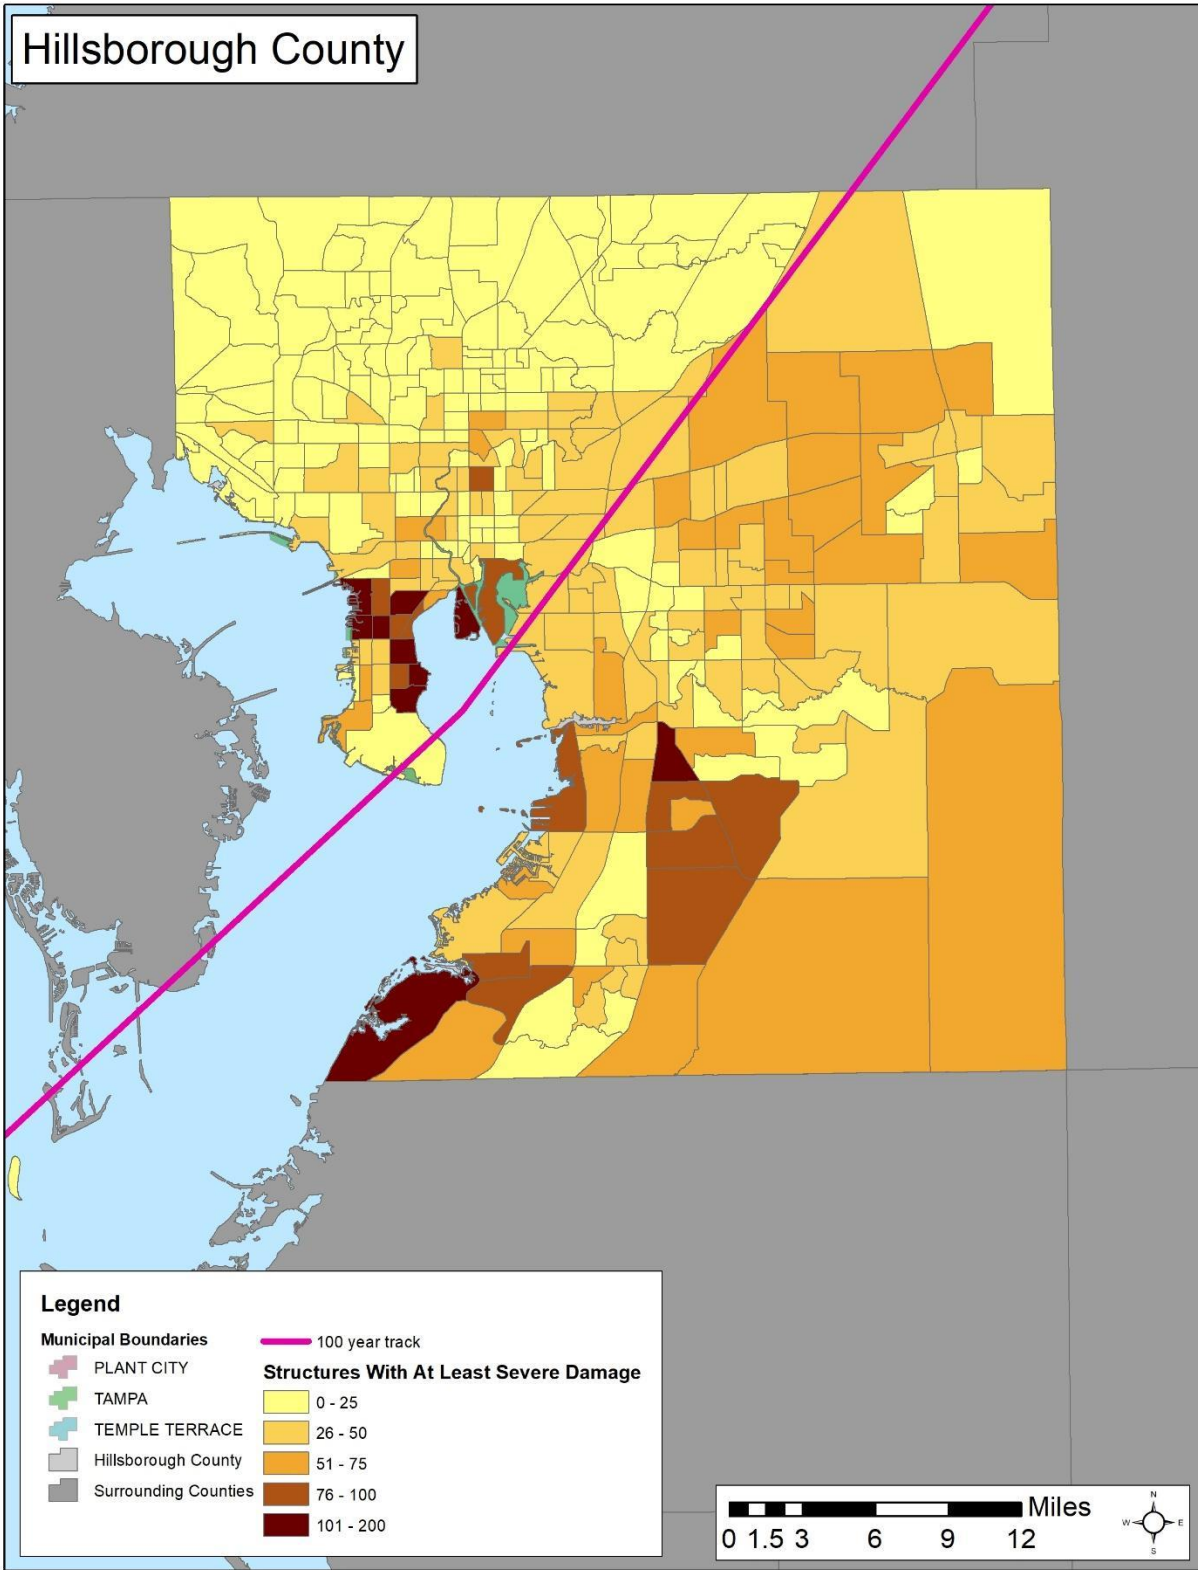 Hillsborough County
Legend
Municipal Boundaries
PLANT CITY
TAMPA
TEMPLE TERRACE
Hillsborough County
Surrounding Counties
100 year track
Structures With At Least Severe Damage
0 - 25
26 - 50
51 - 75
76 - 100
101 - 200
Miles
0 1.5 3 6 9 12
N
W E
S